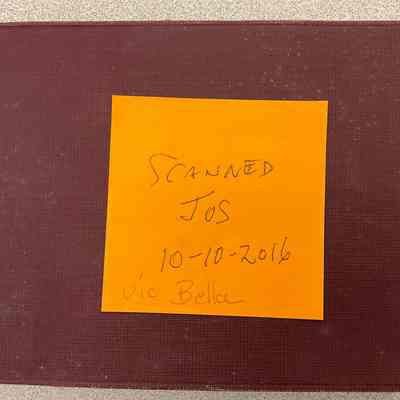 SCANNED
JOS
10-10-2016
Vic Bella